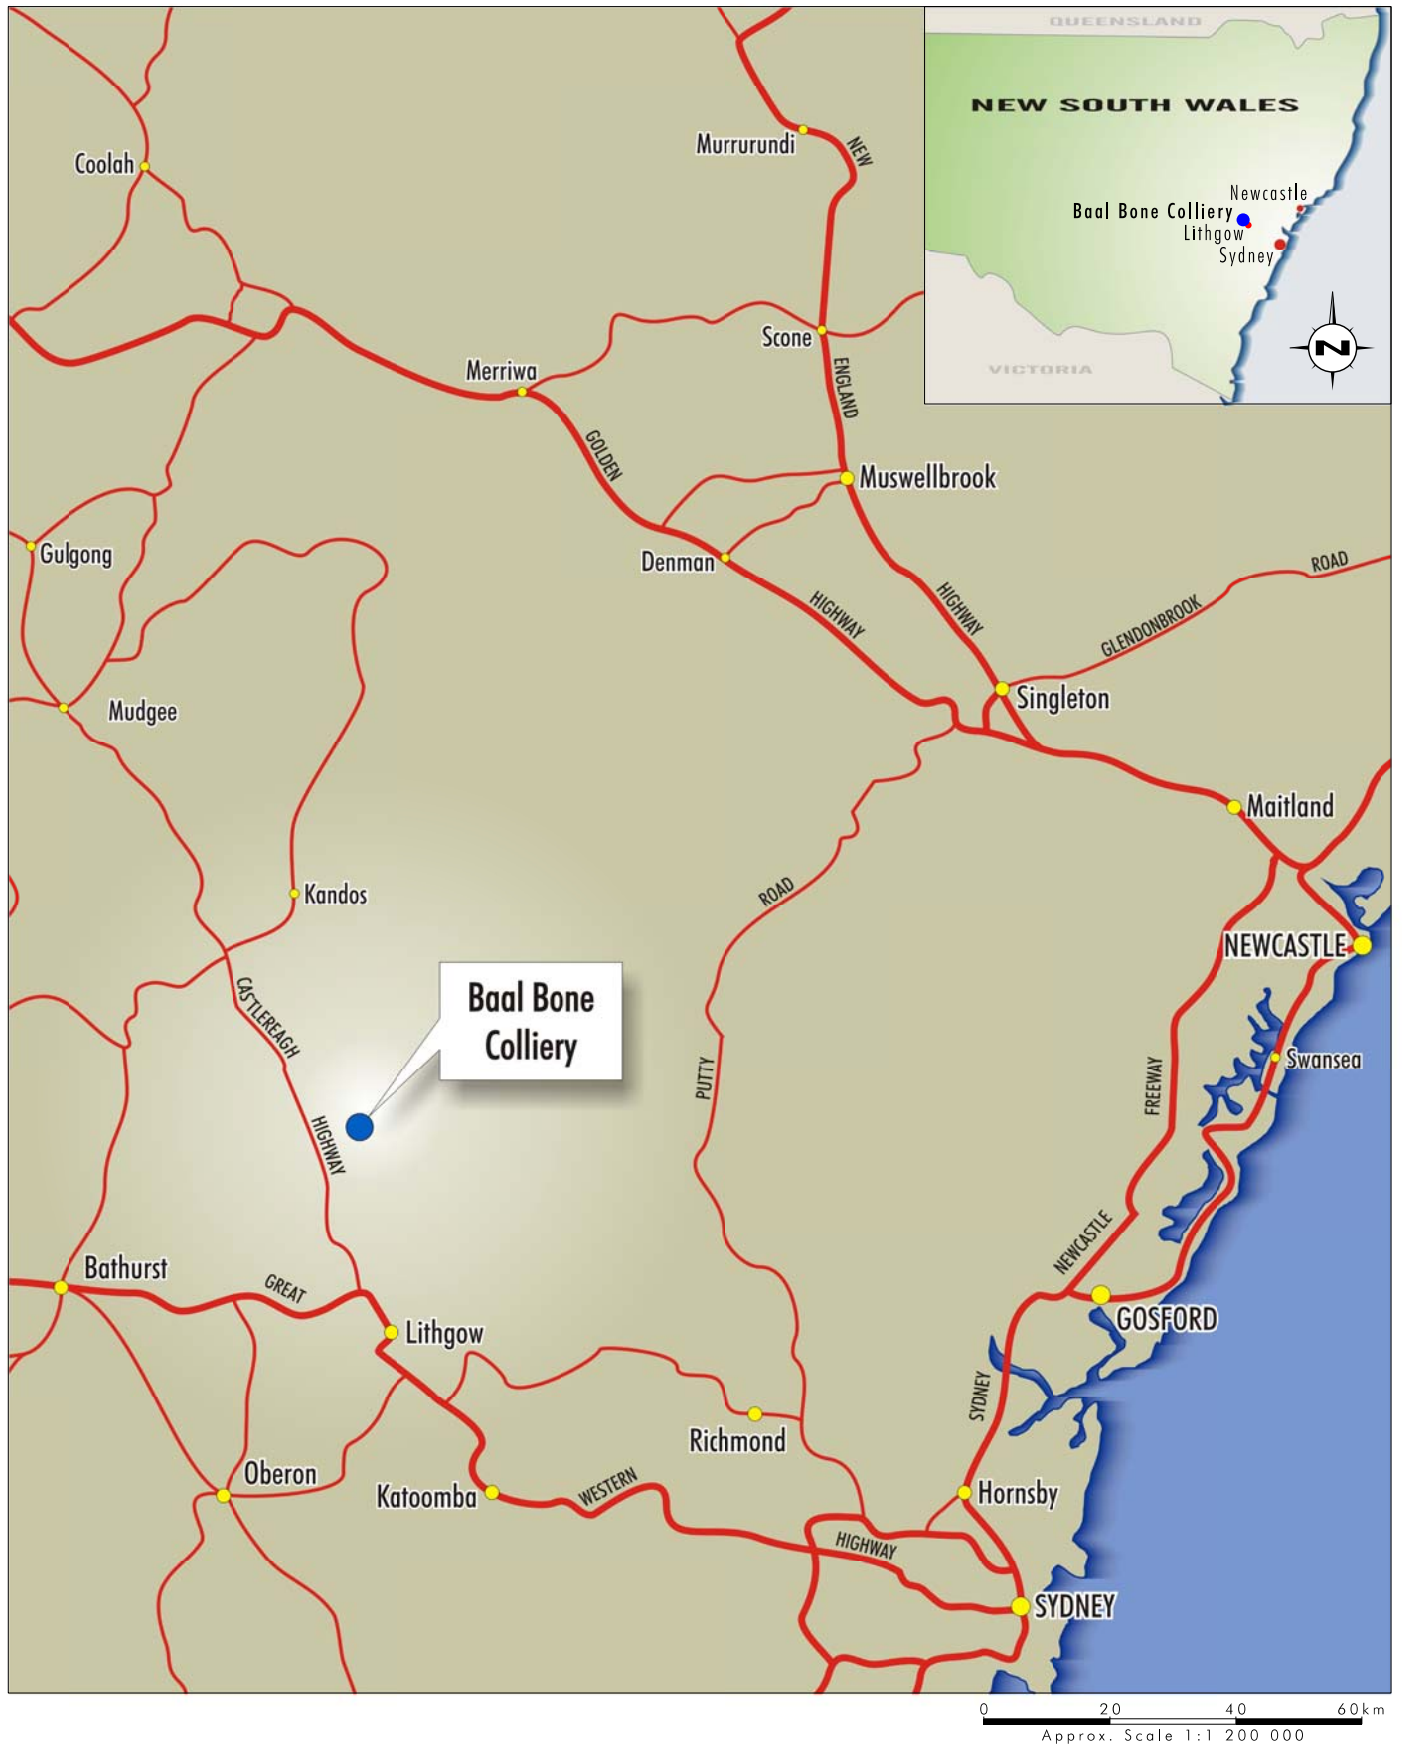 QUEENSLAND
NEW SOUTH WALES
Newcastle
Baal Bone Colliery
Lithgow
Sydney
VICTORIA
N
Murrurundi
NEW
Coolah
Scone
ENGLAND
Merriwa
GOLDEN
Muswellbrook
Gulgong
Denman
HIGHWAY
HIGHWAY
ROAD
GLENDONBROOK
Singleton
Mudgee
Maitland
Kandos
ROAD
NEWCASTLE
Baal Bone
Colliery
CASTLEREAGH
HIGHWAY
PUTTY
FREEWAY
Swansea
NEWCASTLE
Bathurst
GREAT
Lithgow
GOSFORD
SYDNEY
Richmond
Oberon
Katoomba
WESTERN
Hornsby
HIGHWAY
SYDNEY
0 20 40 60km
Approx. Scale 1:1 200 000